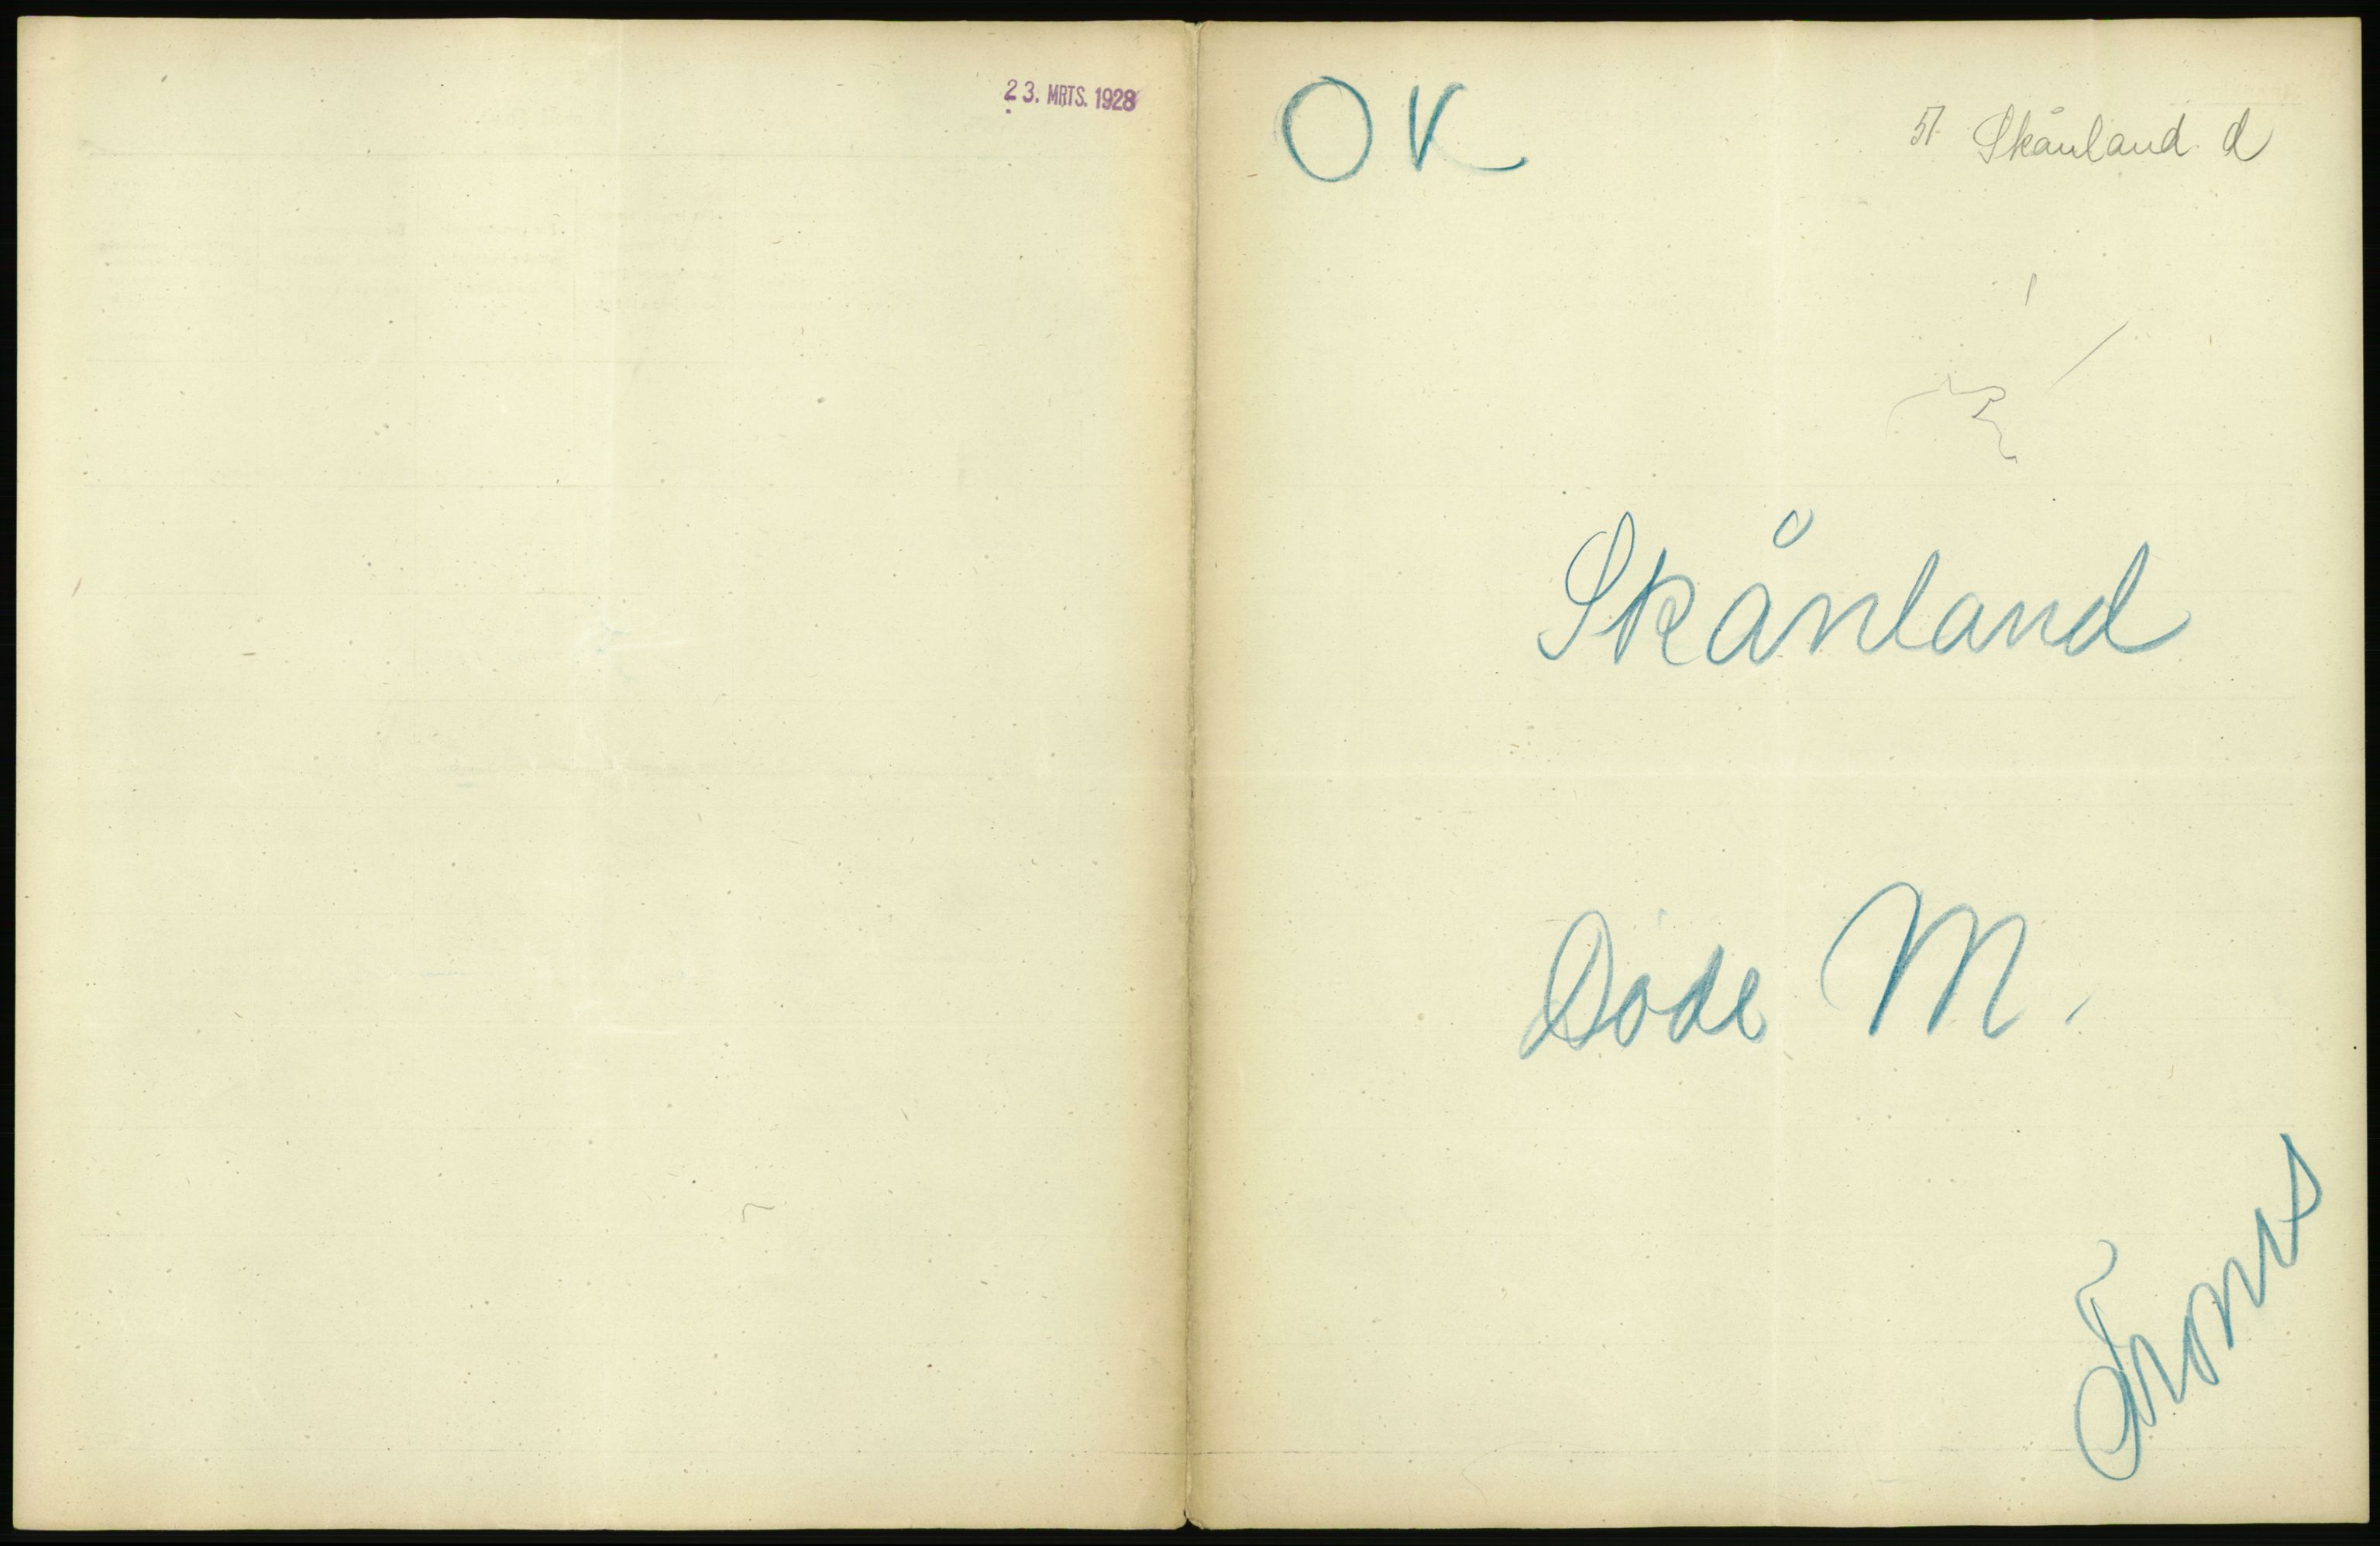 23. MRTS. 1928
OK
51 Skånland d
Skånland
Døde M.
Troms